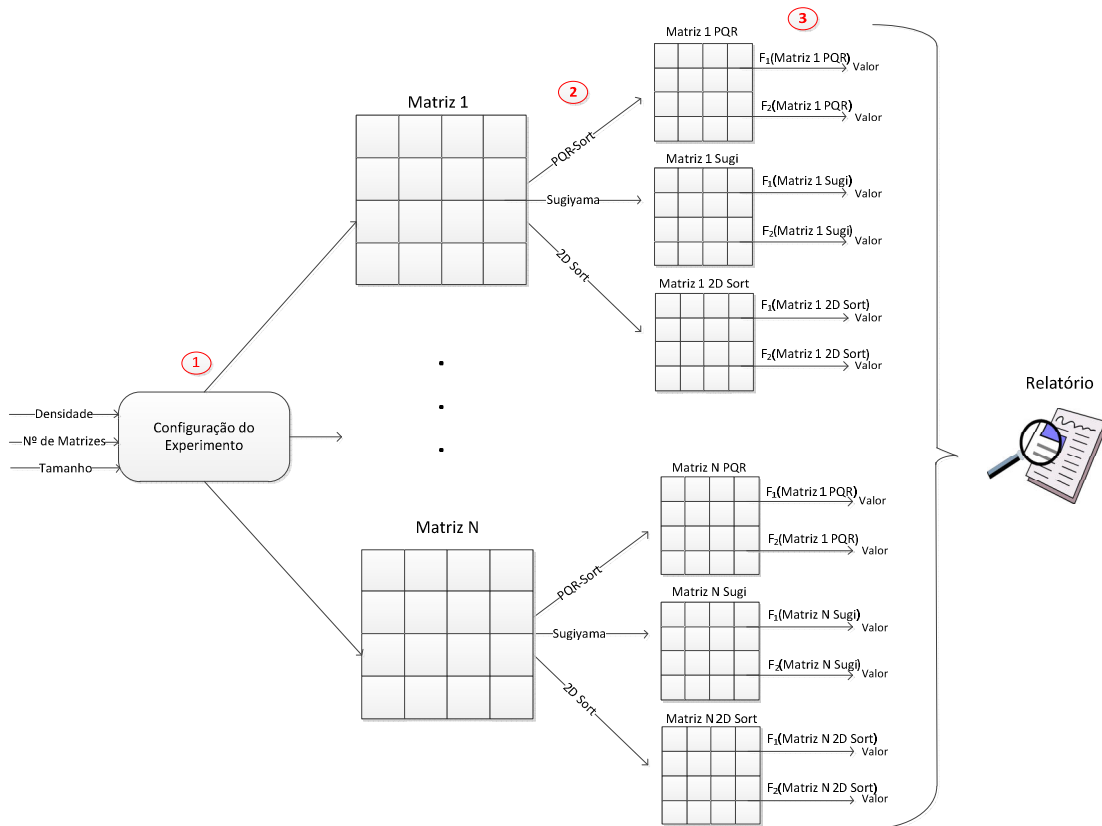 3
Matriz 1 PQR
F₁(Matriz 1 PQR)
Valor
F₂(Matriz 1 PQR)
Valor
2
Matriz 1
PQR-Sort
Sugiyama
2D Sort
Matriz 1 Sugi
F₁(Matriz 1 Sugi)
Valor
F₂(Matriz 1 Sugi)
Valor
Matriz 1 2D Sort
F₁(Matriz 1 2D Sort)
Valor
F₂(Matriz 1 2D Sort)
Valor
1
Densidade
Nº de Matrizes
Tamanho
Configuração do
Experimento
Relatório
Matriz N
PQR-Sort
Sugiyama
2D Sort
Matriz N PQR
F₁(Matriz 1 PQR)
Valor
F₂(Matriz 1 PQR)
Valor
Matriz N Sugi
F₁(Matriz N Sugi)
Valor
F₂(Matriz N Sugi)
Valor
Matriz N 2D Sort
F₁(Matriz N 2D Sort)
Valor
F₂(Matriz N 2D Sort)
Valor